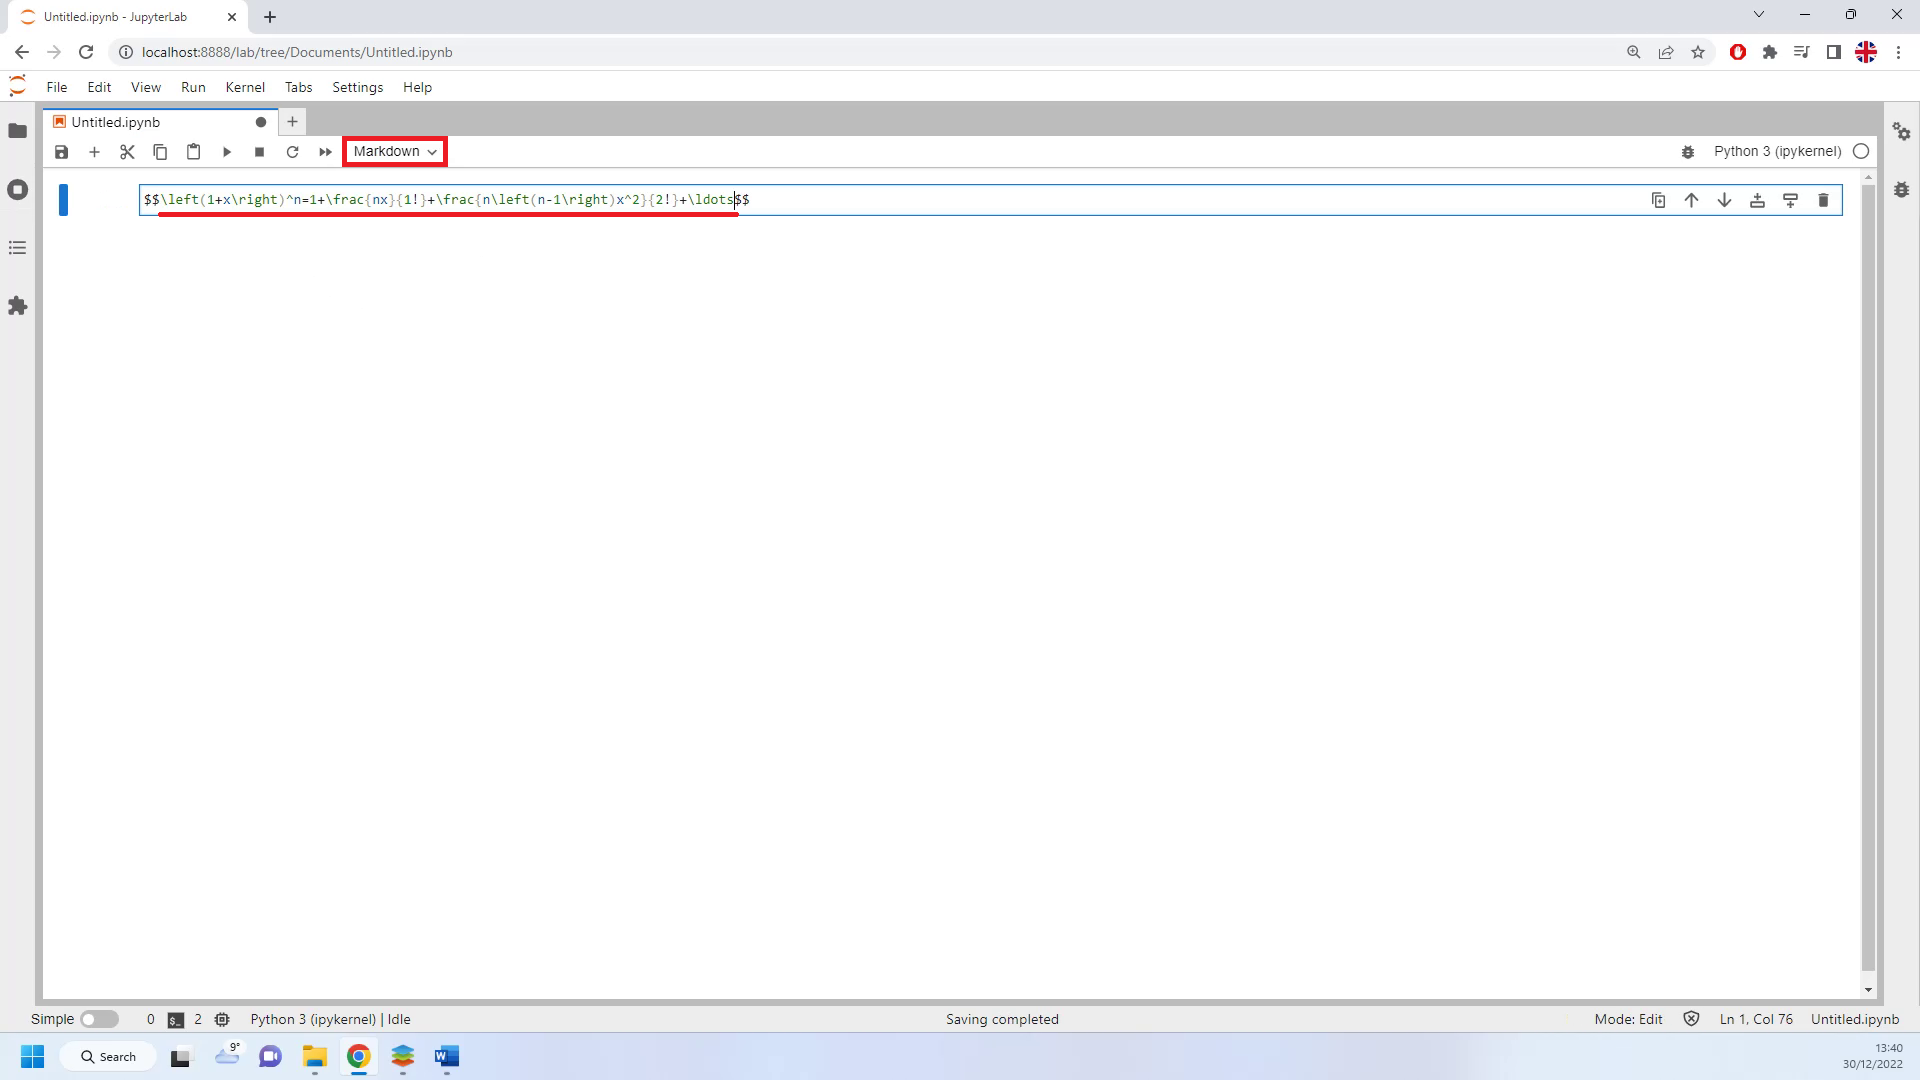 Untitled.ipynb - JupyterLab
localhost:8888/lab/tree/Documents/Untitled.ipynb
File Edit View Run Kernel Tabs Settings Help
Untitled.ipynb
Markdown
Python 3 (ipykernel)
$$\left(1+x\right)^n=1+\frac{nx}{1!}+\frac{n\left(n-1\right)x^2}{2!}+\ldots$$
Simple 0 $_ 2 Python 3 (ipykernel) | Idle Saving completed Mode: Edit Ln 1, Col 76 Untitled.ipynb
Search
9°
W
13:40
30/12/2022